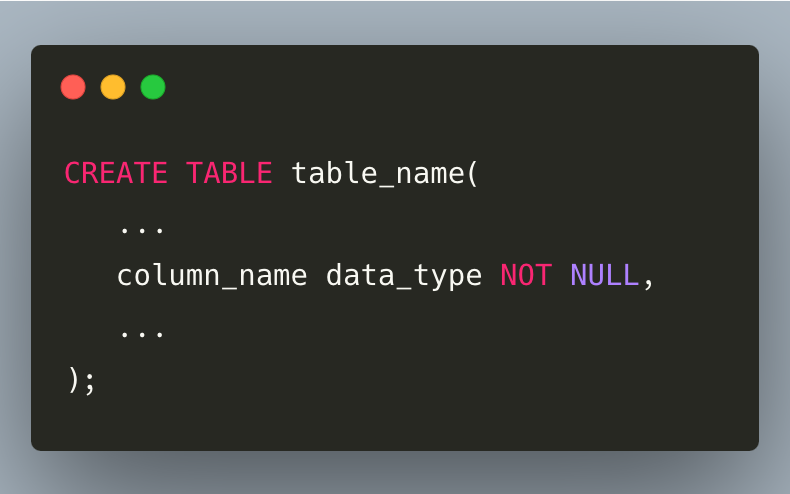 CREATE TABLE table_name(
...
column_name data_type NOT NULL,
...
);